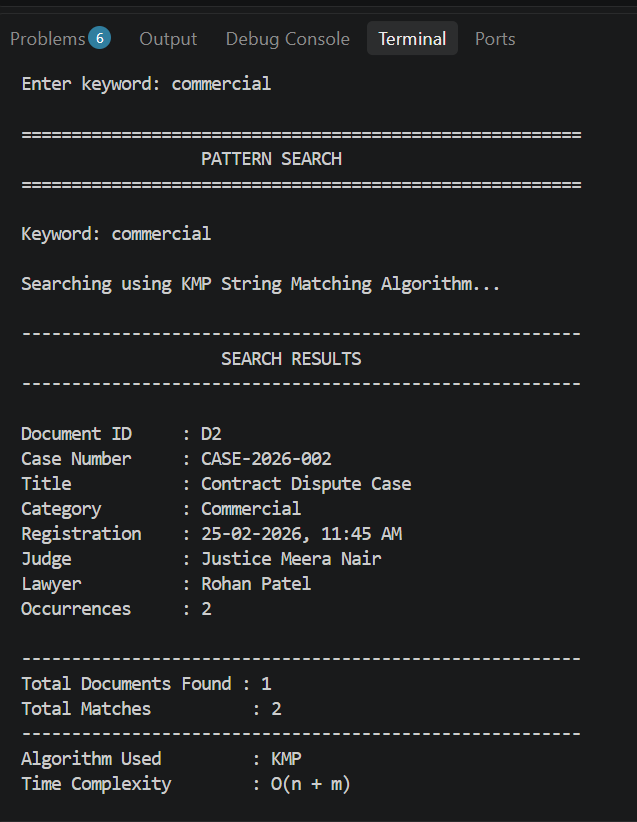 Problems 6 Output Debug Console Terminal Ports
Enter keyword: commercial
========================================================
PATTERN SEARCH
========================================================
Keyword: commercial
Searching using KMP String Matching Algorithm...
--------------------------------------------------------
SEARCH RESULTS
--------------------------------------------------------
Document ID     : D2
Case Number     : CASE-2026-002
Title           : Contract Dispute Case
Category        : Commercial
Registration    : 25-02-2026, 11:45 AM
Judge           : Justice Meera Nair
Lawyer          : Rohan Patel
Occurrences     : 2
--------------------------------------------------------
Total Documents Found : 1
Total Matches          : 2
--------------------------------------------------------
Algorithm Used         : KMP
Time Complexity        : O(n + m)